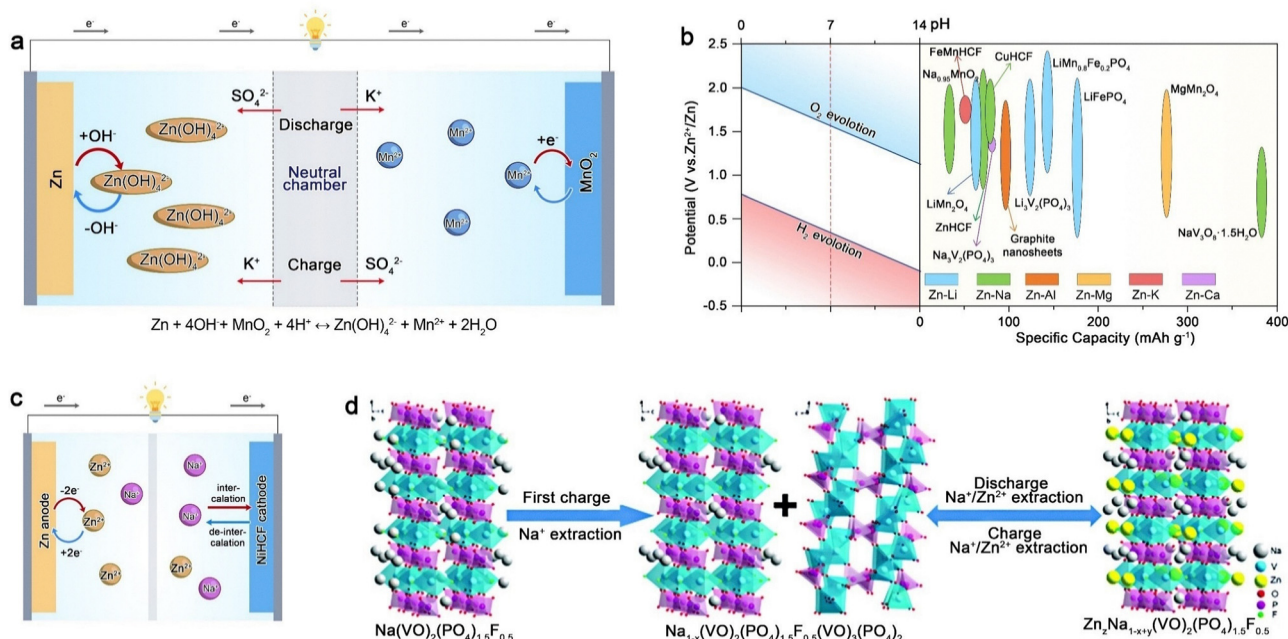 a
e⁻ e⁻ e⁻ e⁻
SO₄²⁻ K⁺
Discharge
Zn(OH)₄²⁻
+OH⁻
Zn
Zn(OH)₄²⁻
-OH⁻
Zn(OH)₄²⁻
Zn(OH)₄²⁻
Neutral
chamber
Mn²⁺
Mn²⁺
Mn²⁺
Mn²⁺
+e⁻
MnO₂
K⁺ Charge SO₄²⁻
Zn + 4OH⁻+ MnO₂ + 4H⁺ ↔ Zn(OH)₄²⁻ + Mn²⁺ + 2H₂O
b
0 7 14 pH
Potential (V vs.Zn²⁺/Zn)
2.5
2.0
1.5
1.0
0.5
0.0
-0.5
O₂ evolotion
H₂ evolotion
FeMnHCF
CuHCF
Na₀.₉₅MnO₂
LiMn₀.₈Fe₀.₂PO₄
LiFePO₄
MgMn₂O₄
LiMn₂O₄
Li₃V₂(PO₄)₃
ZnHCF
Graphite
nanosheets
Na₃V₂(PO₄)₃
NaV₃O₈·1.5H₂O
Zn-Li Zn-Na Zn-Al Zn-Mg Zn-K Zn-Ca
0 100 200 300 400
Specific Capacity (mAh g⁻¹)
c
e⁻ e⁻
Zn anode
-2e⁻
Zn²⁺
+2e⁻
Zn²⁺
Na⁺
Zn²⁺
Na⁺
Na⁺
Zn²⁺
Na⁺
inter-
calation
de-inter-
calation
NiHCF cathode
d
First charge
Na⁺ extraction
+
Discharge
Na⁺/Zn²⁺ extraction
Charge
Na⁺/Zn²⁺ extraction
Na
V
Zn
O
P
F
Na(VO)₂(PO₄)₁.₅F₀.₅
Na₁₋ₓ(VO)₂(PO₄)₁.₅F₀.₅(VO)₃(PO₄)₂
ZnₓNa₁₋ₓ₊ᵧ(VO)₂(PO₄)₁.₅F₀.₅